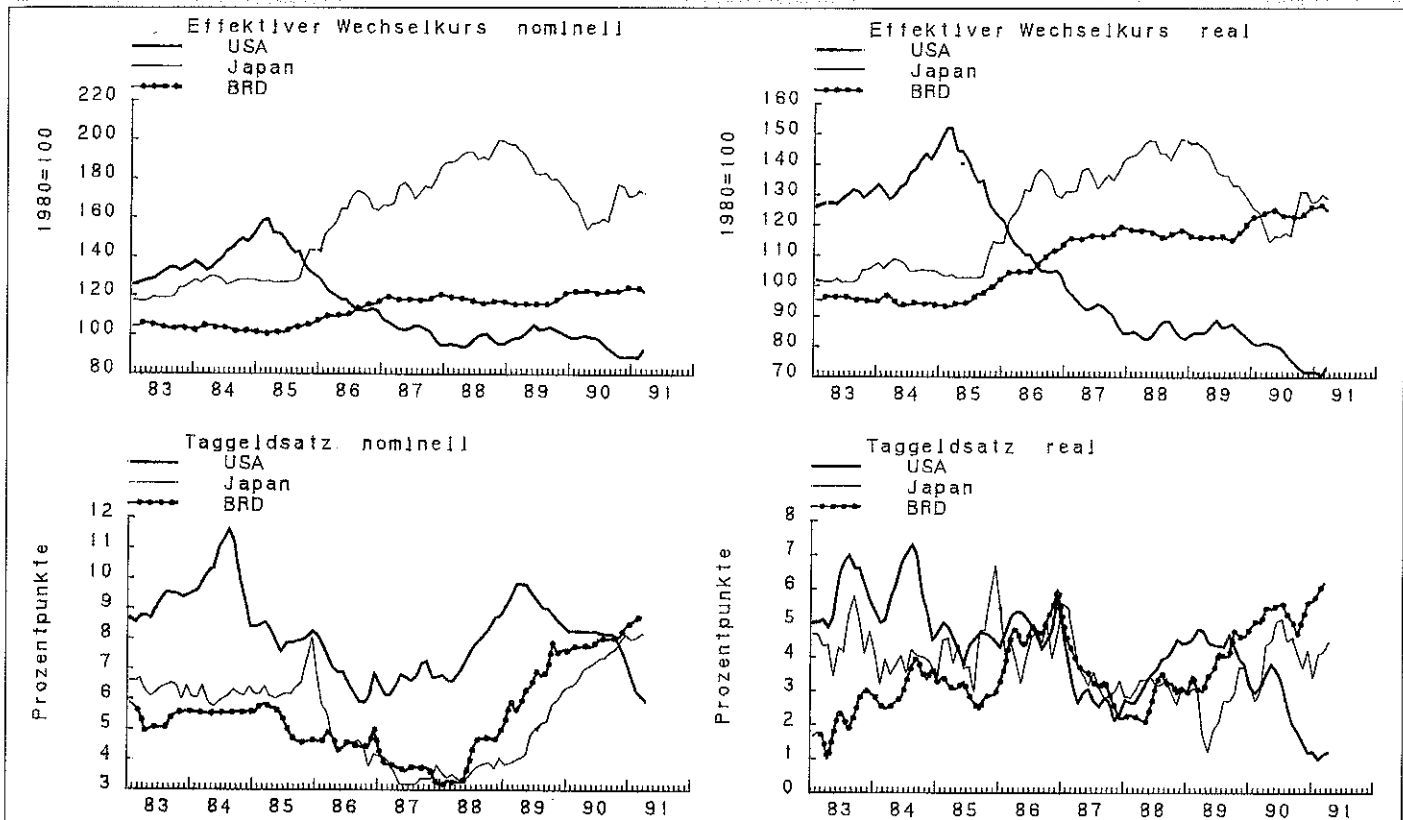 Effektiver Wechselkurs nominell
USA
Japan
BRD
1980=100
220
200
180
160
140
120
100
80
83 84 85 86 87 88 89 90 91
Effektiver Wechselkurs real
USA
Japan
BRD
1980=100
160
150
140
130
120
110
100
90
80
70
83 84 85 86 87 88 89 90 91
Taggeldsatz nominell
USA
Japan
BRD
Prozentpunkte
12
11
10
9
8
7
6
5
4
3
83 84 85 86 87 88 89 90 91
Taggeldsatz real
USA
Japan
BRD
Prozentpunkte
8
7
6
5
4
3
2
1
0
83 84 85 86 87 88 89 90 91